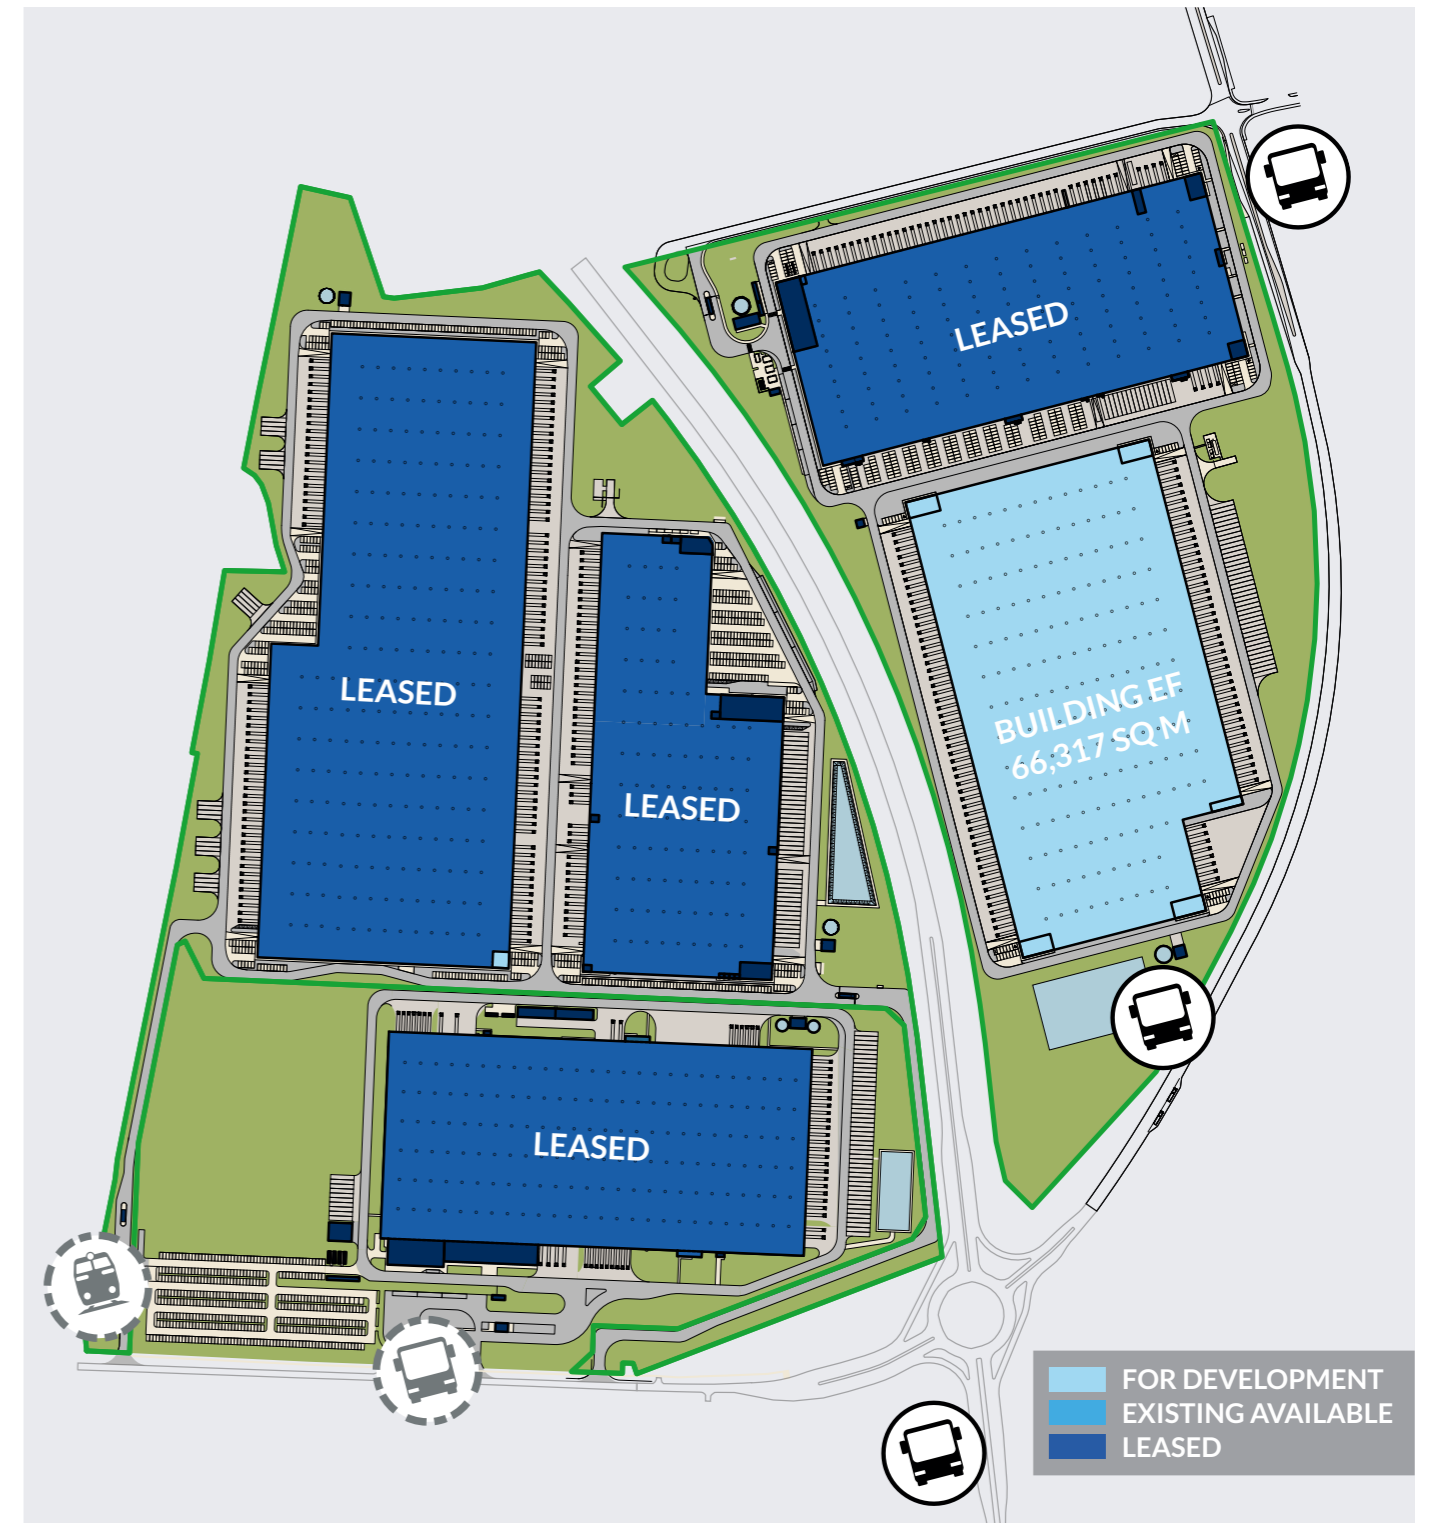 LEASED
BUILDING EF
66,317 SQ M
LEASED
LEASED
LEASED
FOR DEVELOPMENT
EXISTING AVAILABLE
LEASED